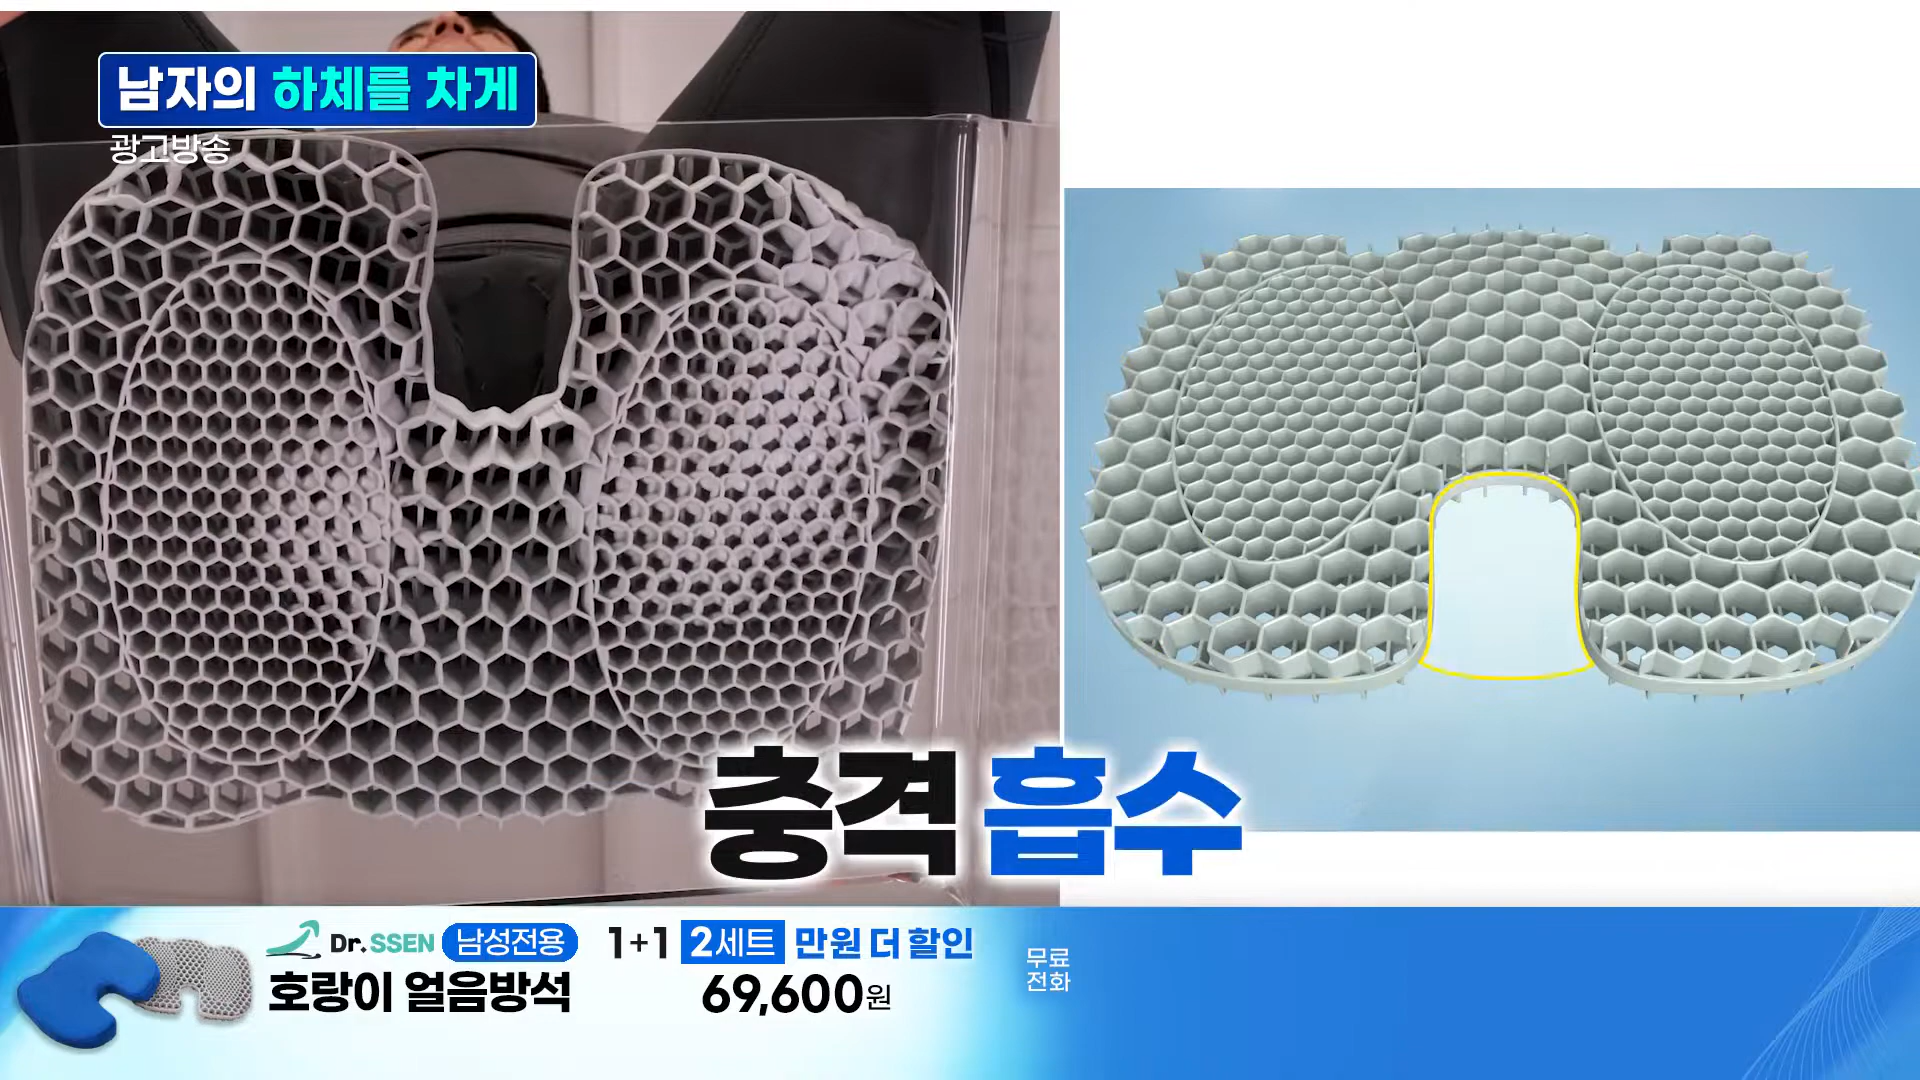 남자의 하체를 차게
광고방송
충격 흡수
Dr.SSEN 남성전용
호랑이 얼음방석
1+1 2세트 만원 더 할인
69,600원
무료
전화